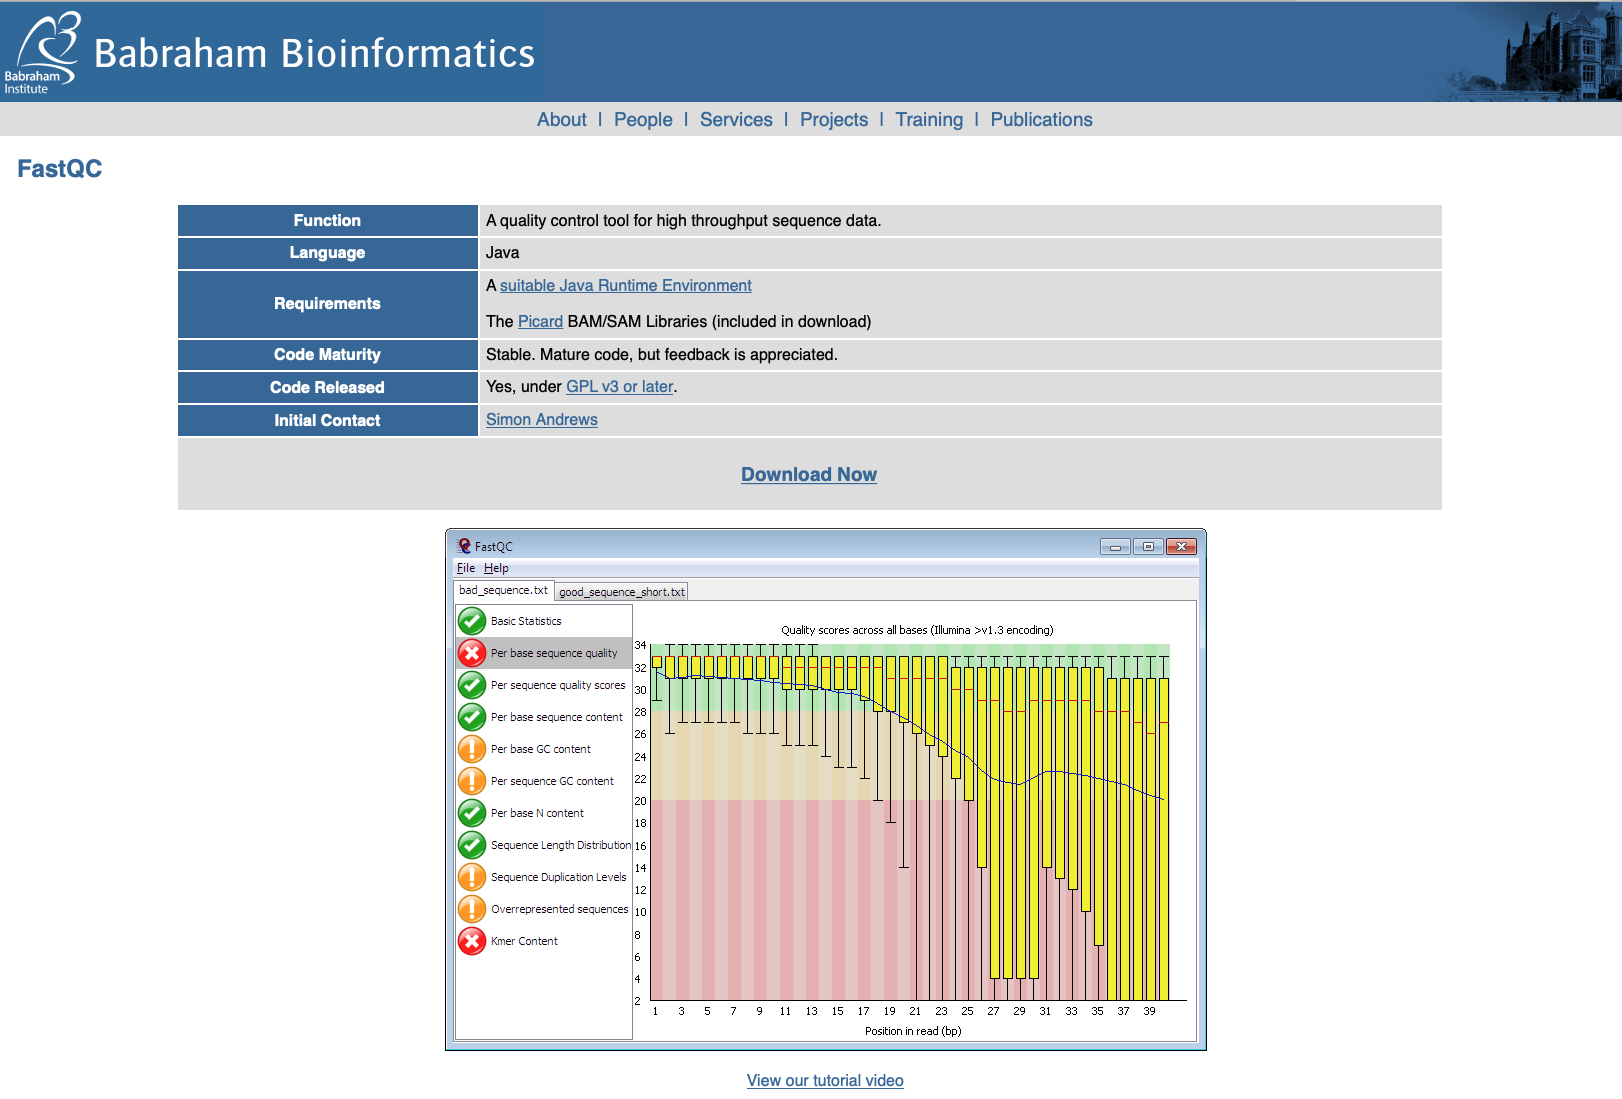 Babraham Institute
Babraham Bioinformatics
About | People | Services | Projects | Training | Publications
FastQC
Function A quality control tool for high throughput sequence data.
Language Java
Requirements A suitable Java Runtime Environment
The Picard BAM/SAM Libraries (included in download)
Code Maturity Stable. Mature code, but feedback is appreciated.
Code Released Yes, under GPL v3 or later.
Initial Contact Simon Andrews
Download Now
FastQC
File Help
bad_sequence.txt good_sequence_short.txt
Basic Statistics
Per base sequence quality
Per sequence quality scores
Per base sequence content
Per base GC content
Per sequence GC content
Per base N content
Sequence Length Distribution
Sequence Duplication Levels
Overrepresented sequences
Kmer Content
Quality scores across all bases (Illumina >v1.3 encoding)
34
32
30
28
26
24
22
20
18
16
14
12
10
8
6
4
2
1 3 5 7 9 11 13 15 17 19 21 23 25 27 29 31 33 35 37 39
Position in read (bp)
View our tutorial video